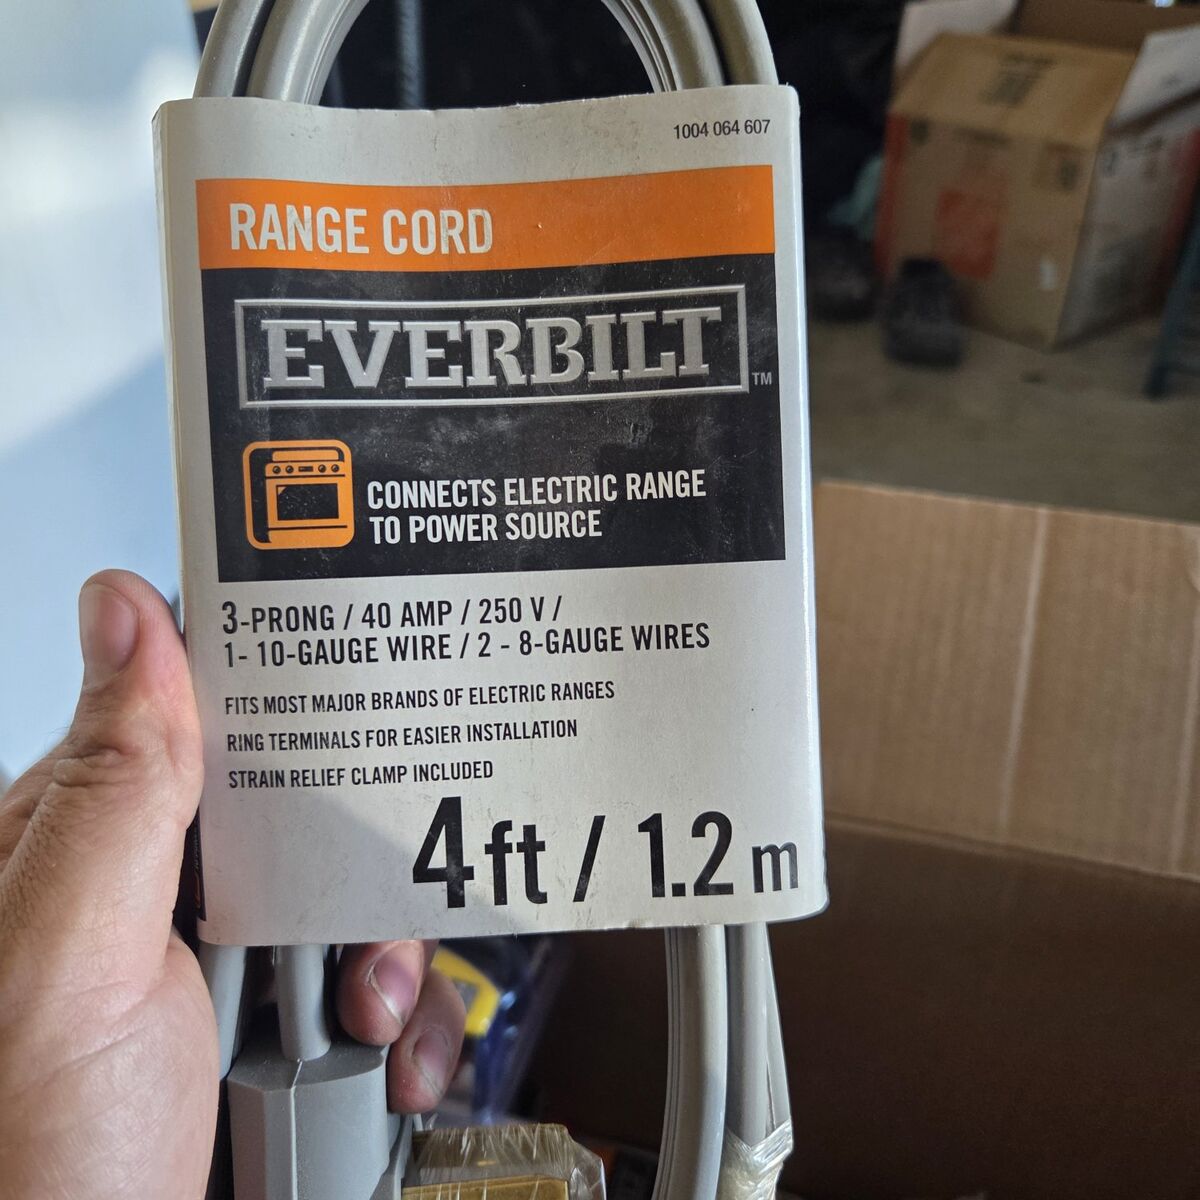 1004 064 607
RANGE CORD
EVERBILT™
CONNECTS ELECTRIC RANGE
TO POWER SOURCE
3-PRONG / 40 AMP / 250 V /
1- 10-GAUGE WIRE / 2 - 8-GAUGE WIRES
FITS MOST MAJOR BRANDS OF ELECTRIC RANGES
RING TERMINALS FOR EASIER INSTALLATION
STRAIN RELIEF CLAMP INCLUDED
4 ft / 1.2 m